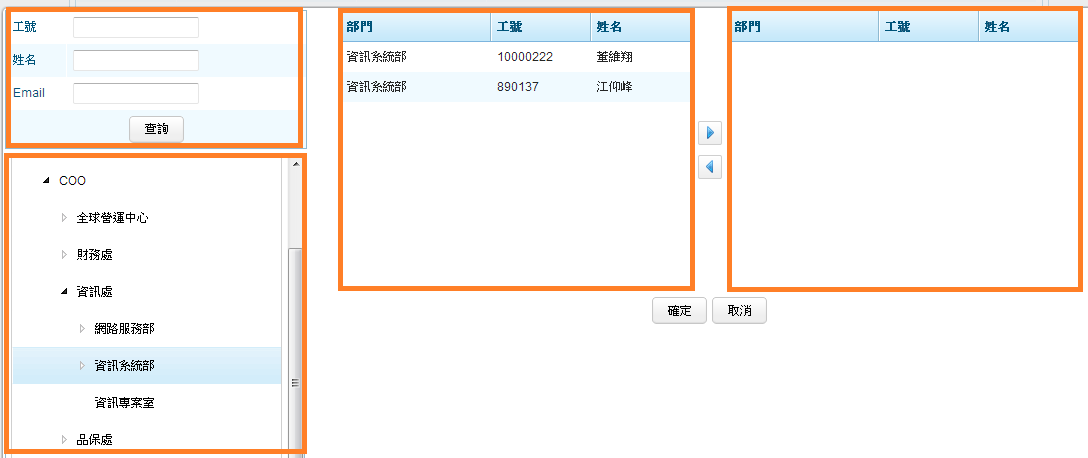 工號
姓名
Email
查詢
COO
全球營運中心
財務處
資訊處
網路服務部
資訊系統部
資訊專案室
品保處
部門 工號 姓名
資訊系統部 10000222 董維翔
資訊系統部 890137 江仰峰
部門 工號 姓名
確定 取消